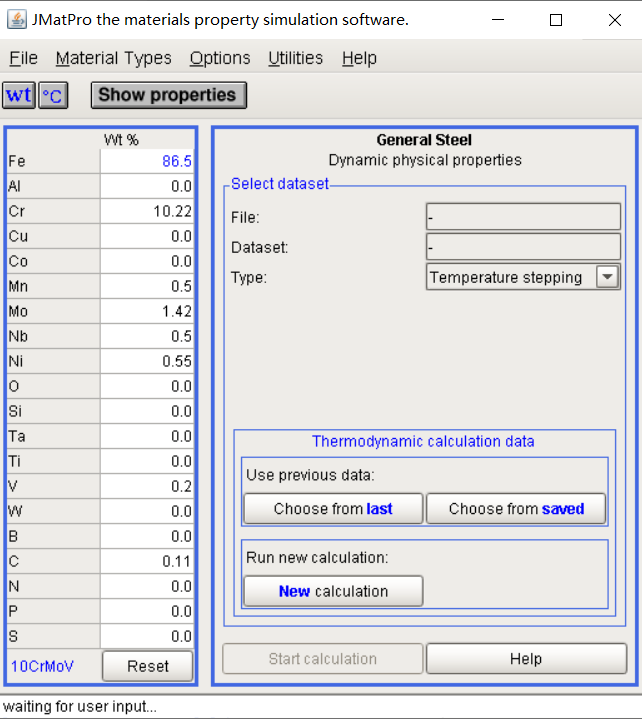 JMatPro the materials property simulation software.
File Material Types Options Utilities Help
wt °C Show properties
Wt %
Fe 86.5
Al 0.0
Cr 10.22
Cu 0.0
Co 0.0
Mn 0.5
Mo 1.42
Nb 0.5
Ni 0.55
O 0.0
Si 0.0
Ta 0.0
Ti 0.0
V 0.2
W 0.0
B 0.0
C 0.11
N 0.0
P 0.0
S 0.0
10CrMoV Reset
General Steel
Dynamic physical properties
Select dataset
File: -
Dataset: -
Type: Temperature stepping
Thermodynamic calculation data
Use previous data:
Choose from last Choose from saved
Run new calculation:
New calculation
Start calculation Help
waiting for user input...